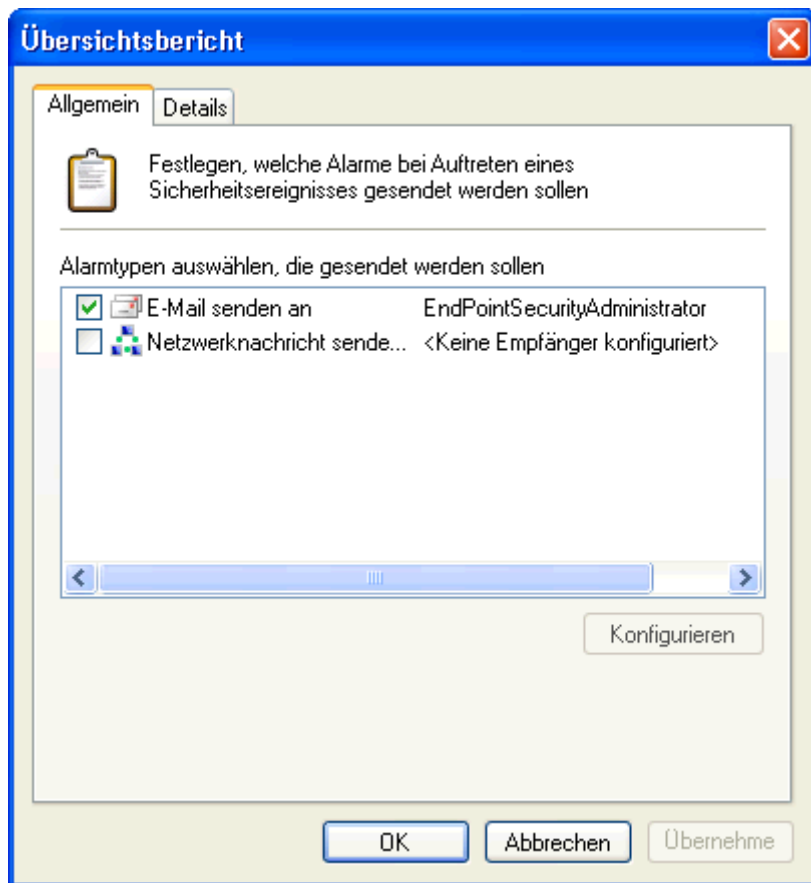 Übersichtsbericht
Allgemein
Details
Festlegen, welche Alarme bei Auftreten eines
Sicherheitsereignisses gesendet werden sollen
Alarmtypen auswählen, die gesendet werden sollen
E-Mail senden an EndPointSecurityAdministrator
Netzwerknachricht sende... <Keine Empfänger konfiguriert>
Konfigurieren
OK
Abbrechen
Übernehme